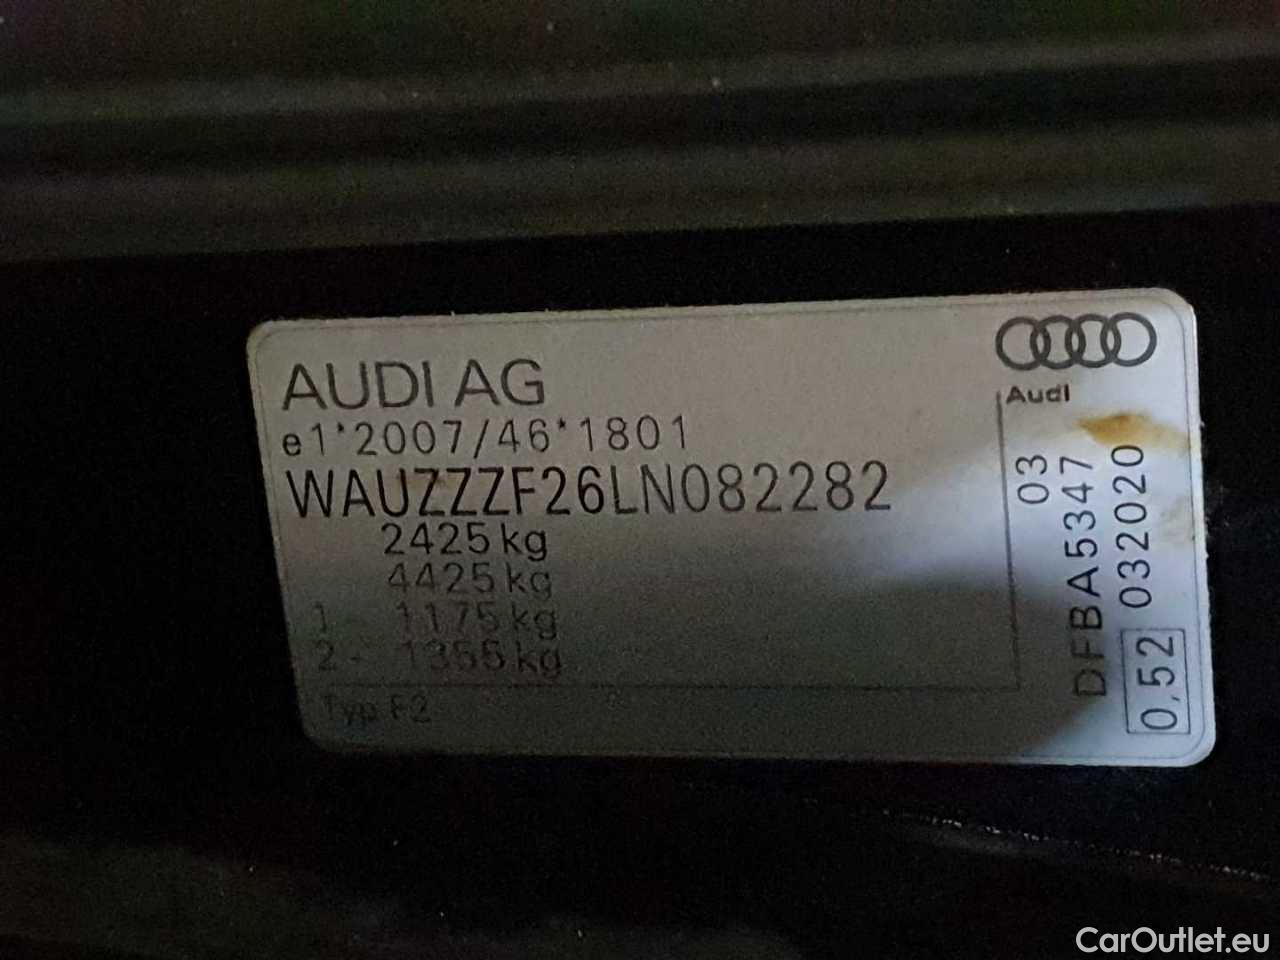 AUDI AG
e1*2007/46*1801
WAUZZZF26LN082282
2425 kg
4425 kg
1 - 1175 kg
2 - 1355 kg
Typ F2
Audi
03
DFBA5347
032020
0,52
CarOutlet.eu